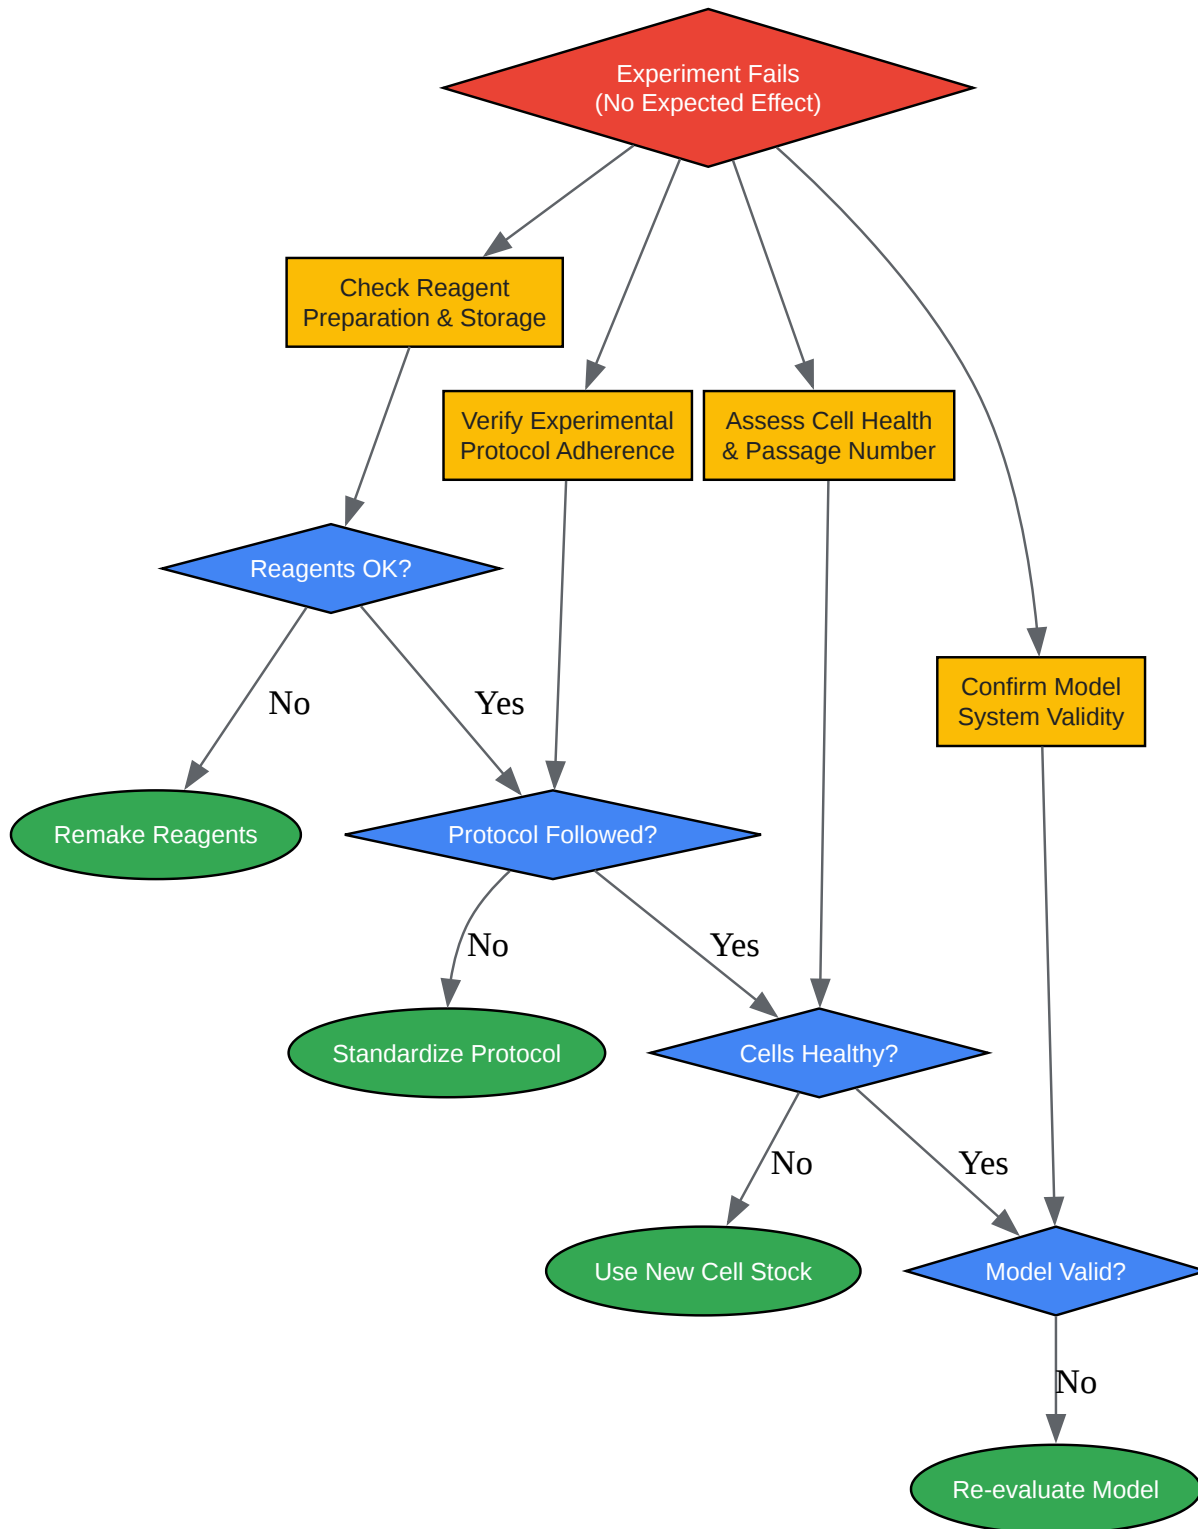 Experiment Fails
(No Expected Effect)
Check Reagent
Preparation & Storage
Verify Experimental
Protocol Adherence
Assess Cell Health
& Passage Number
Reagents OK?
Confirm Model
System Validity
No
Yes
Remake Reagents
Protocol Followed?
No
Yes
Standardize Protocol
Cells Healthy?
No
Yes
Use New Cell Stock
Model Valid?
No
Re-evaluate Model